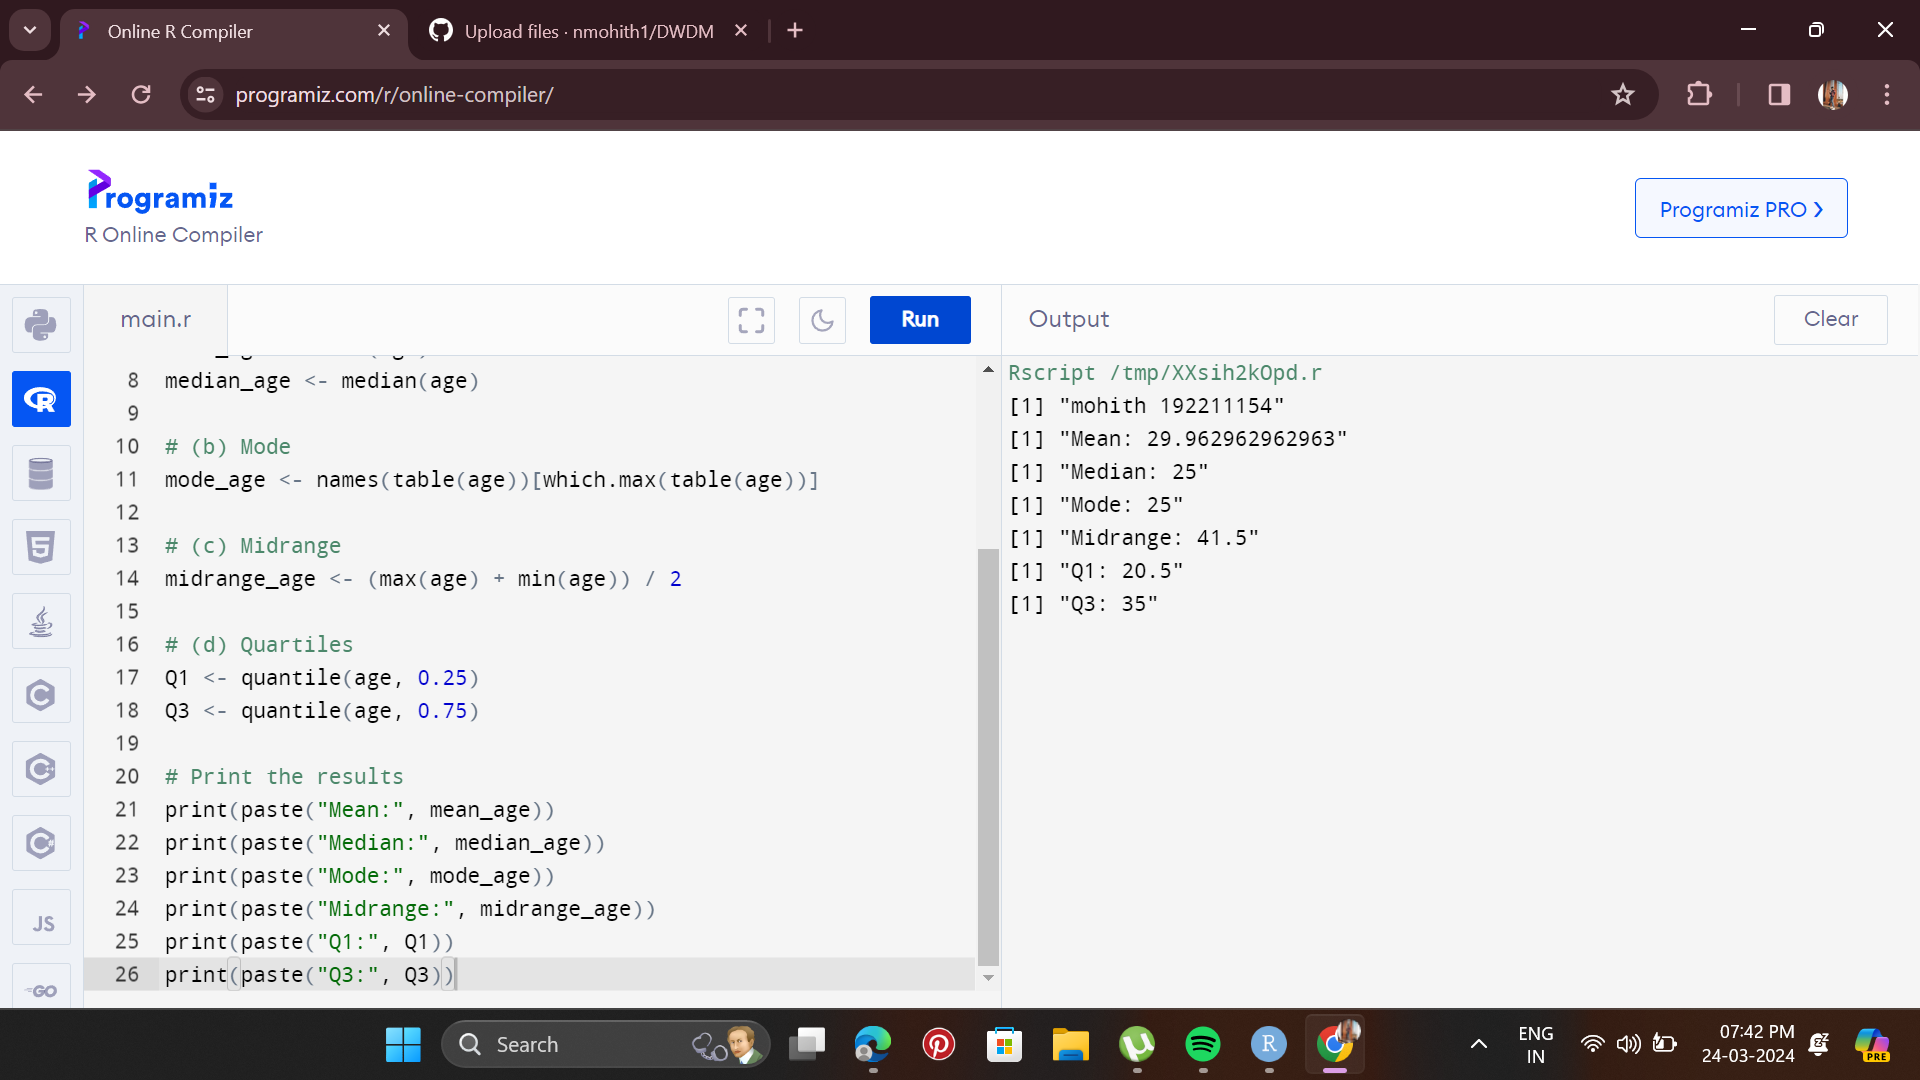 Online R Compiler
Upload files · nmohith1/DWDM
programiz.com/r/online-compiler/
Programiz
R Online Compiler
Programiz PRO
main.r
Run
Output
Clear
8 median_age <- median(age)
9
10 # (b) Mode
11 mode_age <- names(table(age))[which.max(table(age))]
12
13 # (c) Midrange
14 midrange_age <- (max(age) + min(age)) / 2
15
16 # (d) Quartiles
17 Q1 <- quantile(age, 0.25)
18 Q3 <- quantile(age, 0.75)
19
20 # Print the results
21 print(paste("Mean:", mean_age))
22 print(paste("Median:", median_age))
23 print(paste("Mode:", mode_age))
24 print(paste("Midrange:", midrange_age))
25 print(paste("Q1:", Q1))
26 print(paste("Q3:", Q3))
Rscript /tmp/XXsih2kOpd.r
[1] "mohith 192211154"
[1] "Mean: 29.962962962963"
[1] "Median: 25"
[1] "Mode: 25"
[1] "Midrange: 41.5"
[1] "Q1: 20.5"
[1] "Q3: 35"
JS
GO
Search
ENG
IN
07:42 PM
24-03-2024
PRE